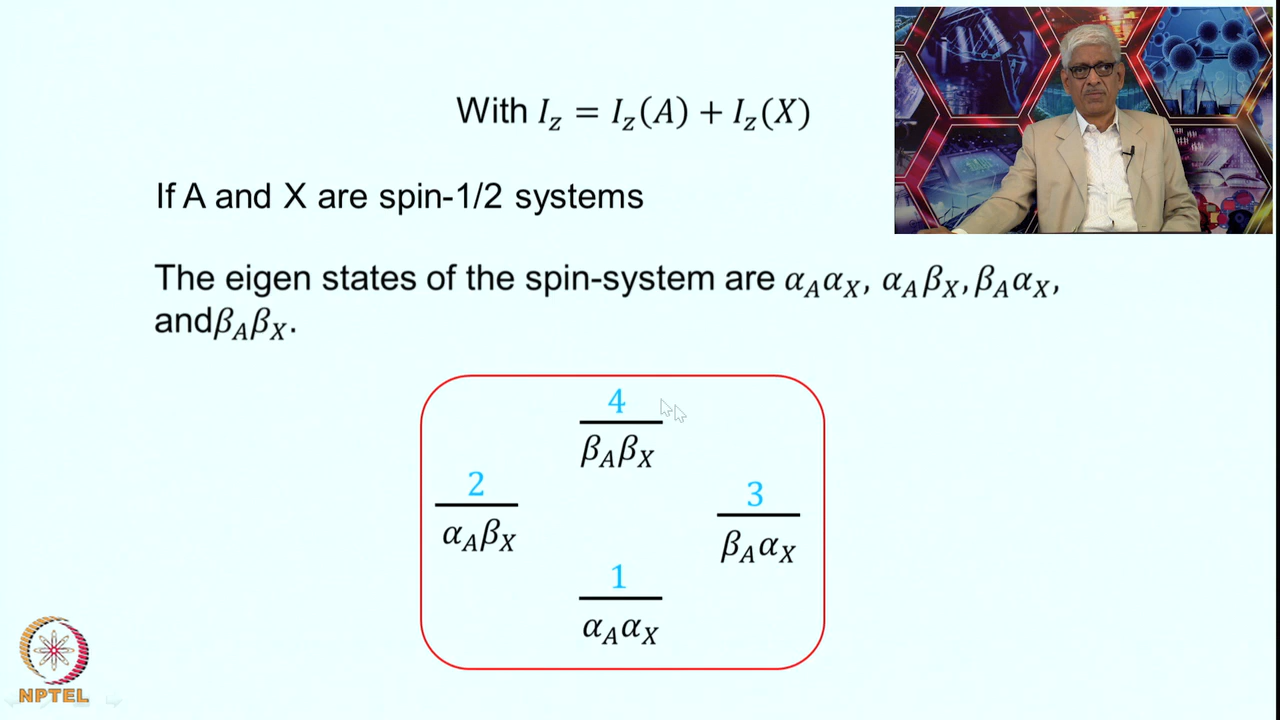 With I_z = I_z(A) + I_z(X)
If A and X are spin-1/2 systems
The eigen states of the spin-system are α_Aα_X, α_Aβ_X, β_Aα_X,
andβ_Aβ_X.
4
β_Aβ_X
2
α_Aβ_X
3
β_Aα_X
1
α_Aα_X
NPTEL